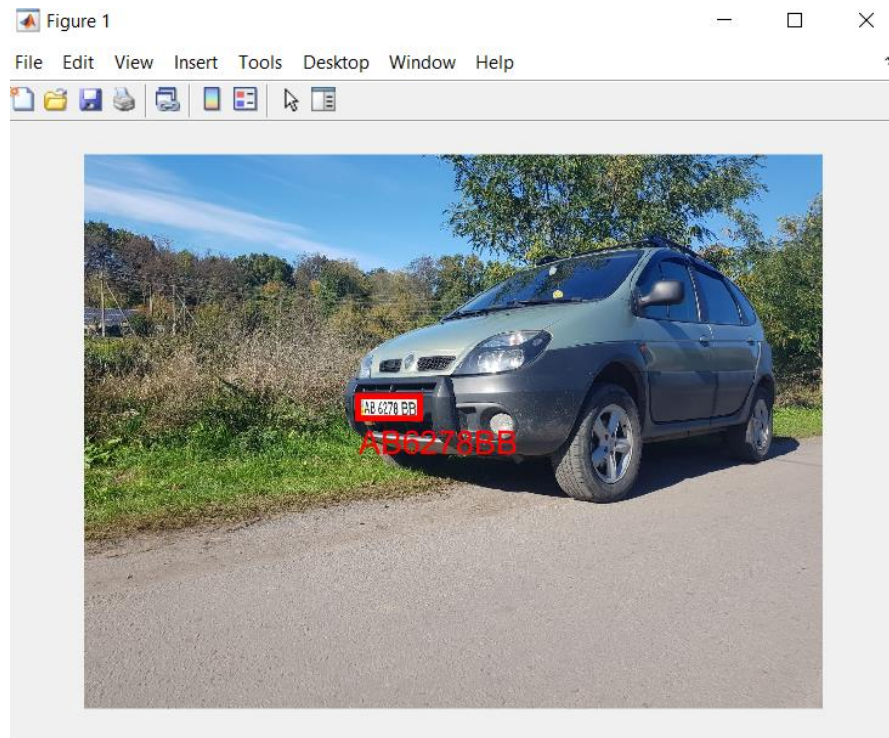 Figure 1
File Edit View Insert Tools Desktop Window Help
AB 6278 BB
AB6278BB